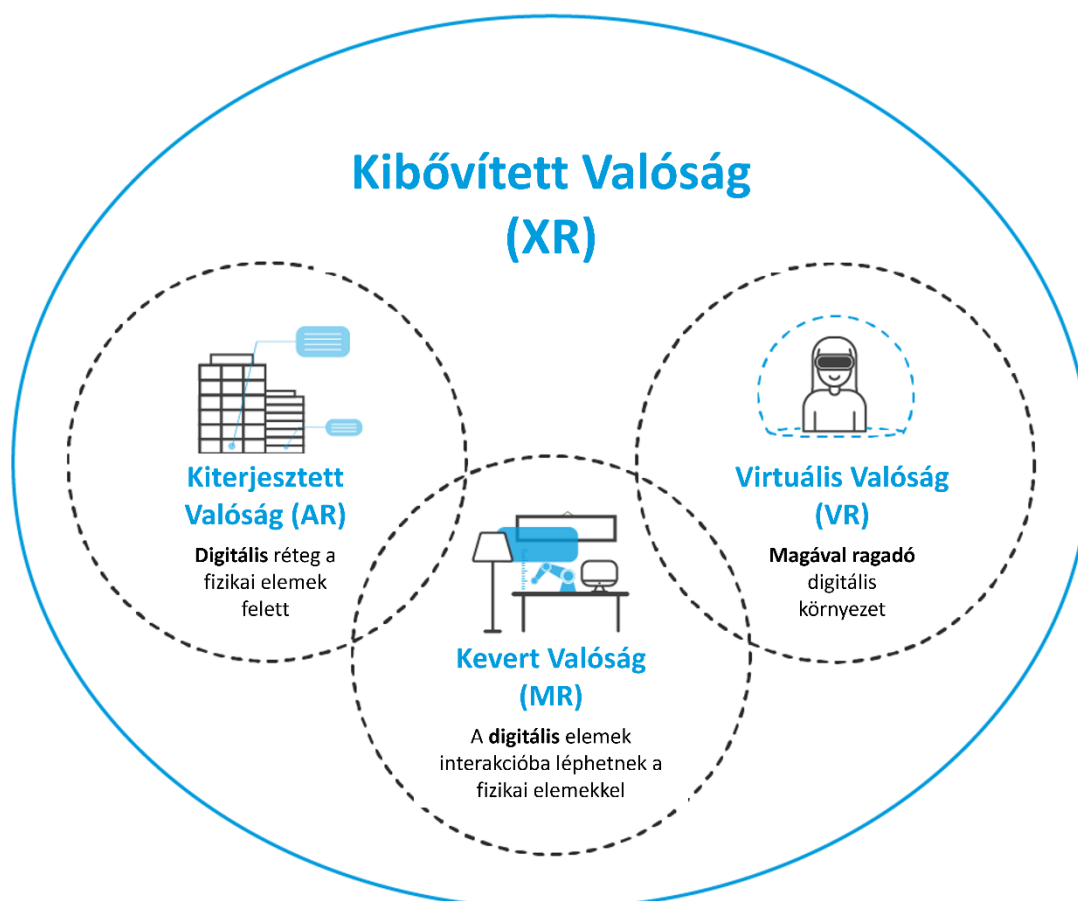 Kibővített Valóság
(XR)
Kiterjesztett
Valóság (AR)
Digitális réteg a
fizikai elemek
felett
Virtuális Valóság
(VR)
Magával ragadó
digitális
környezet
Kevert Valóság
(MR)
A digitális elemek
interakcióba léphetnek a
fizikai elemekkel